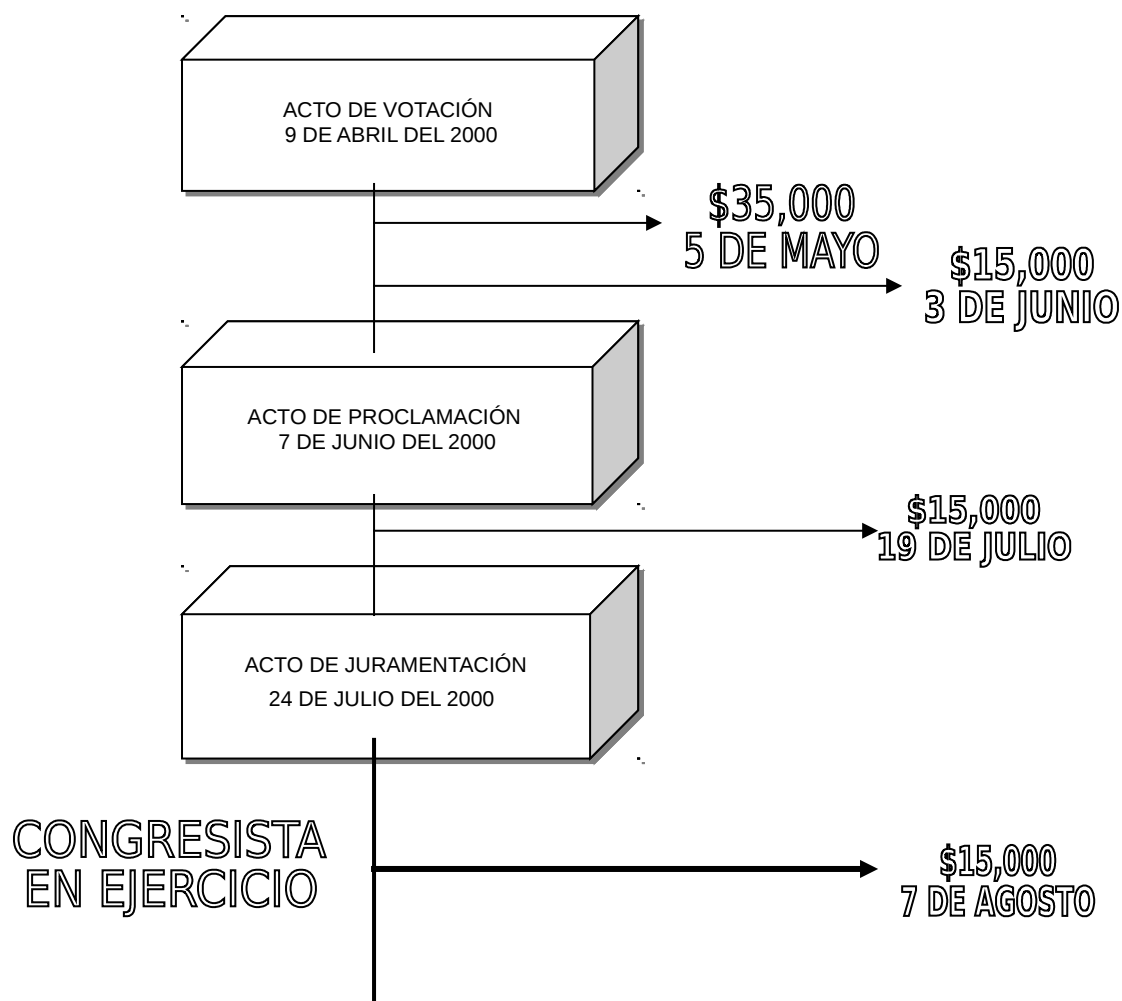 ACTO DE VOTACIÓN
9 DE ABRIL DEL 2000
$35,000
5 DE MAYO
$15,000
3 DE JUNIO
ACTO DE PROCLAMACIÓN
7 DE JUNIO DEL 2000
$15,000
19 DE JULIO
ACTO DE JURAMENTACIÓN
24 DE JULIO DEL 2000
CONGRESISTA
EN EJERCICIO
$15,000
7 DE AGOSTO